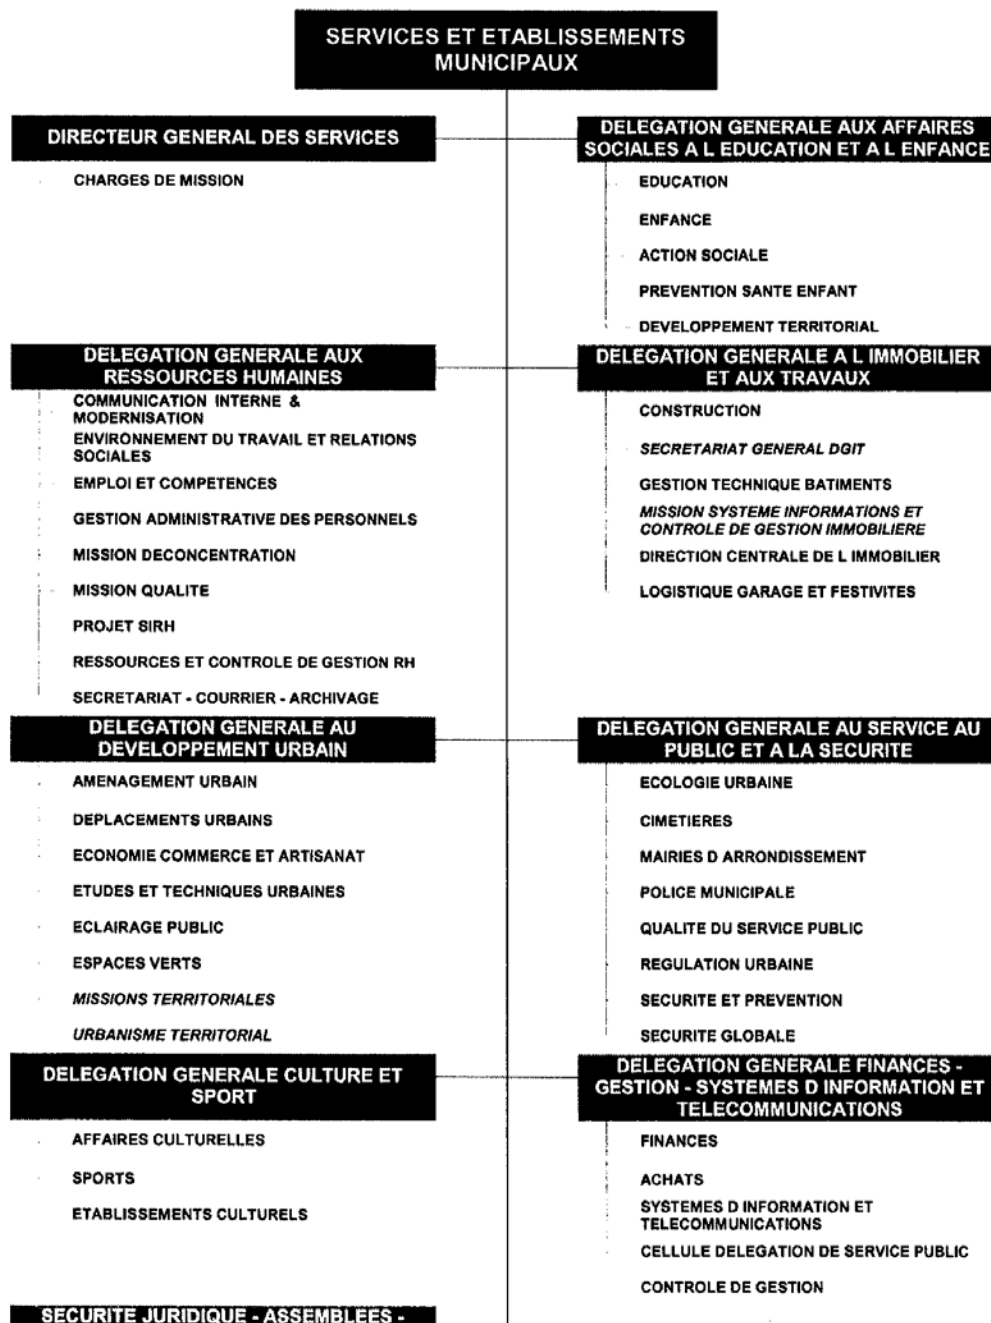 SERVICES ET ETABLISSEMENTS
MUNICIPAUX
DIRECTEUR GENERAL DES SERVICES
CHARGES DE MISSION
DELEGATION GENERALE AUX AFFAIRES
SOCIALES A L EDUCATION ET A L ENFANCE
EDUCATION
ENFANCE
ACTION SOCIALE
PREVENTION SANTE ENFANT
DEVELOPPEMENT TERRITORIAL
DELEGATION GENERALE AUX
RESSOURCES HUMAINES
COMMUNICATION INTERNE &
MODERNISATION
ENVIRONNEMENT DU TRAVAIL ET RELATIONS
SOCIALES
EMPLOI ET COMPETENCES
GESTION ADMINISTRATIVE DES PERSONNELS
MISSION DECONCENTRATION
MISSION QUALITE
PROJET SIRH
RESSOURCES ET CONTROLE DE GESTION RH
SECRETARIAT - COURRIER - ARCHIVAGE
DELEGATION GENERALE A L IMMOBILIER
ET AUX TRAVAUX
CONSTRUCTION
SECRETARIAT GENERAL DGIT
GESTION TECHNIQUE BATIMENTS
MISSION SYSTEME INFORMATIONS ET
CONTROLE DE GESTION IMMOBILIERE
DIRECTION CENTRALE DE L IMMOBILIER
LOGISTIQUE GARAGE ET FESTIVITES
DELEGATION GENERALE AU
DEVELOPPEMENT URBAIN
AMENAGEMENT URBAIN
DEPLACEMENTS URBAINS
ECONOMIE COMMERCE ET ARTISANAT
ETUDES ET TECHNIQUES URBAINES
ECLAIRAGE PUBLIC
ESPACES VERTS
MISSIONS TERRITORIALES
URBANISME TERRITORIAL
DELEGATION GENERALE AU SERVICE AU
PUBLIC ET A LA SECURITE
ECOLOGIE URBAINE
CIMETIERES
MAIRIES D ARRONDISSEMENT
POLICE MUNICIPALE
QUALITE DU SERVICE PUBLIC
REGULATION URBAINE
SECURITE ET PREVENTION
SECURITE GLOBALE
DELEGATION GENERALE CULTURE ET
SPORT
AFFAIRES CULTURELLES
SPORTS
ETABLISSEMENTS CULTURELS
DELEGATION GENERALE FINANCES -
GESTION - SYSTEMES D INFORMATION ET
TELECOMMUNICATIONS
FINANCES
ACHATS
SYSTEMES D INFORMATION ET
TELECOMMUNICATIONS
CELLULE DELEGATION DE SERVICE PUBLIC
CONTROLE DE GESTION
SECURITE JURIDIQUE - ASSEMBLEES -